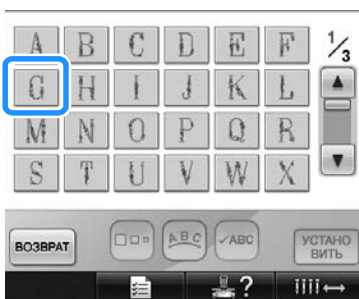 A B C D E F 1/3
G H I J K L
M N O P Q R
S T U V W X
ВОЗВРАТ ABC ✓ABC УСТАНО
ВИТЬ
?